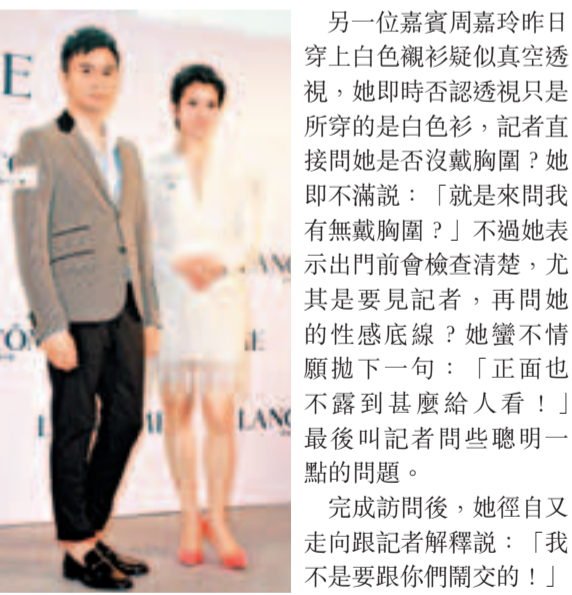 另一位嘉賓周嘉玲昨日
穿上白色襯衫疑似真空透
視，她即時否認透視只是
所穿的是白色衫，記者直
接問她是否沒戴胸圍？她
即不滿說：「就是來問我
有無戴胸圍？」不過她表
示出門前會檢查清楚，尤
其是要見記者，再問她
的性感底線？她蠻不情
願拋下一句：「正面也
不露到甚麼給人看！」
最後叫記者問些聰明一
點的問題。
完成訪問後，她徑自又
走向跟記者解釋說：「我
不是要跟你們鬧交的！」
E
LANC